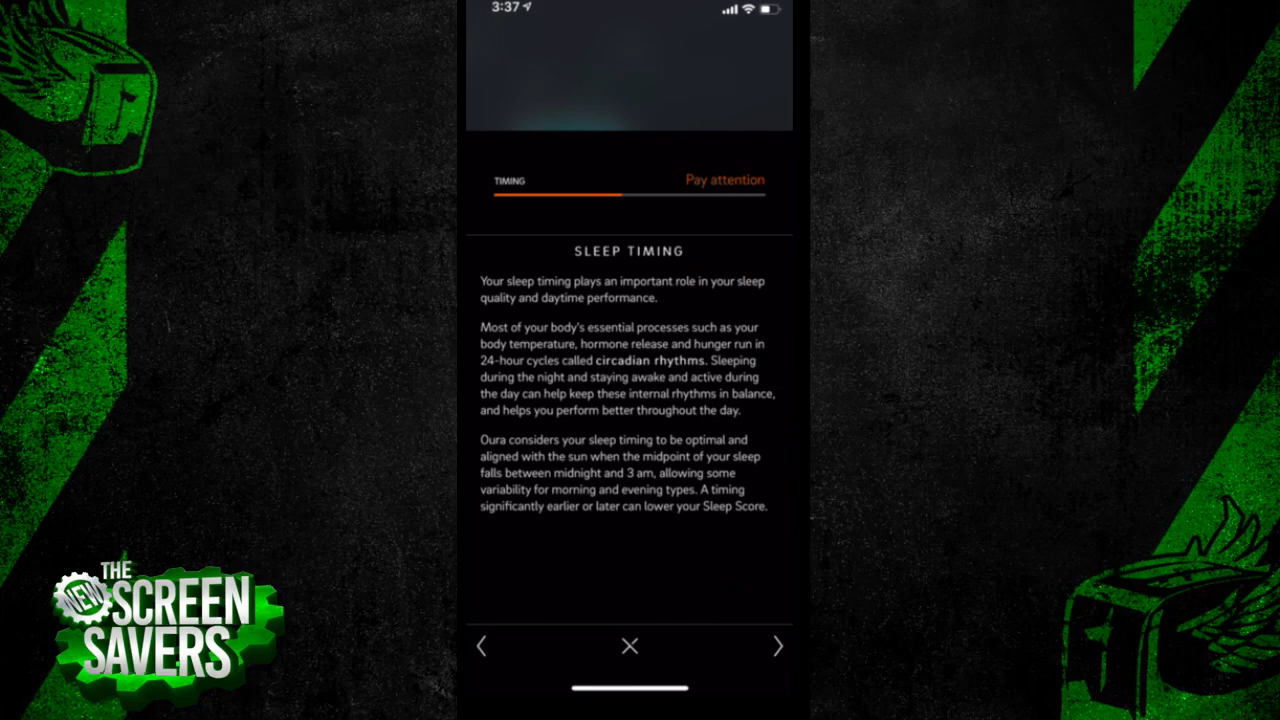 3:37
TIMING
Pay attention
SLEEP TIMING
Your sleep timing plays an important role in your sleep
quality and daytime performance.
Most of your body's essential processes such as your
body temperature, hormone release and hunger run in
24-hour cycles called circadian rhythms. Sleeping
during the night and staying awake and active during
the day can help keep these internal rhythms in balance,
and helps you perform better throughout the day.
Oura considers your sleep timing to be optimal and
aligned with the sun when the midpoint of your sleep
falls between midnight and 3 am, allowing some
variability for morning and evening types. A timing
significantly earlier or later can lower your Sleep Score.
THE
NEW
SCREEN
SAVERS